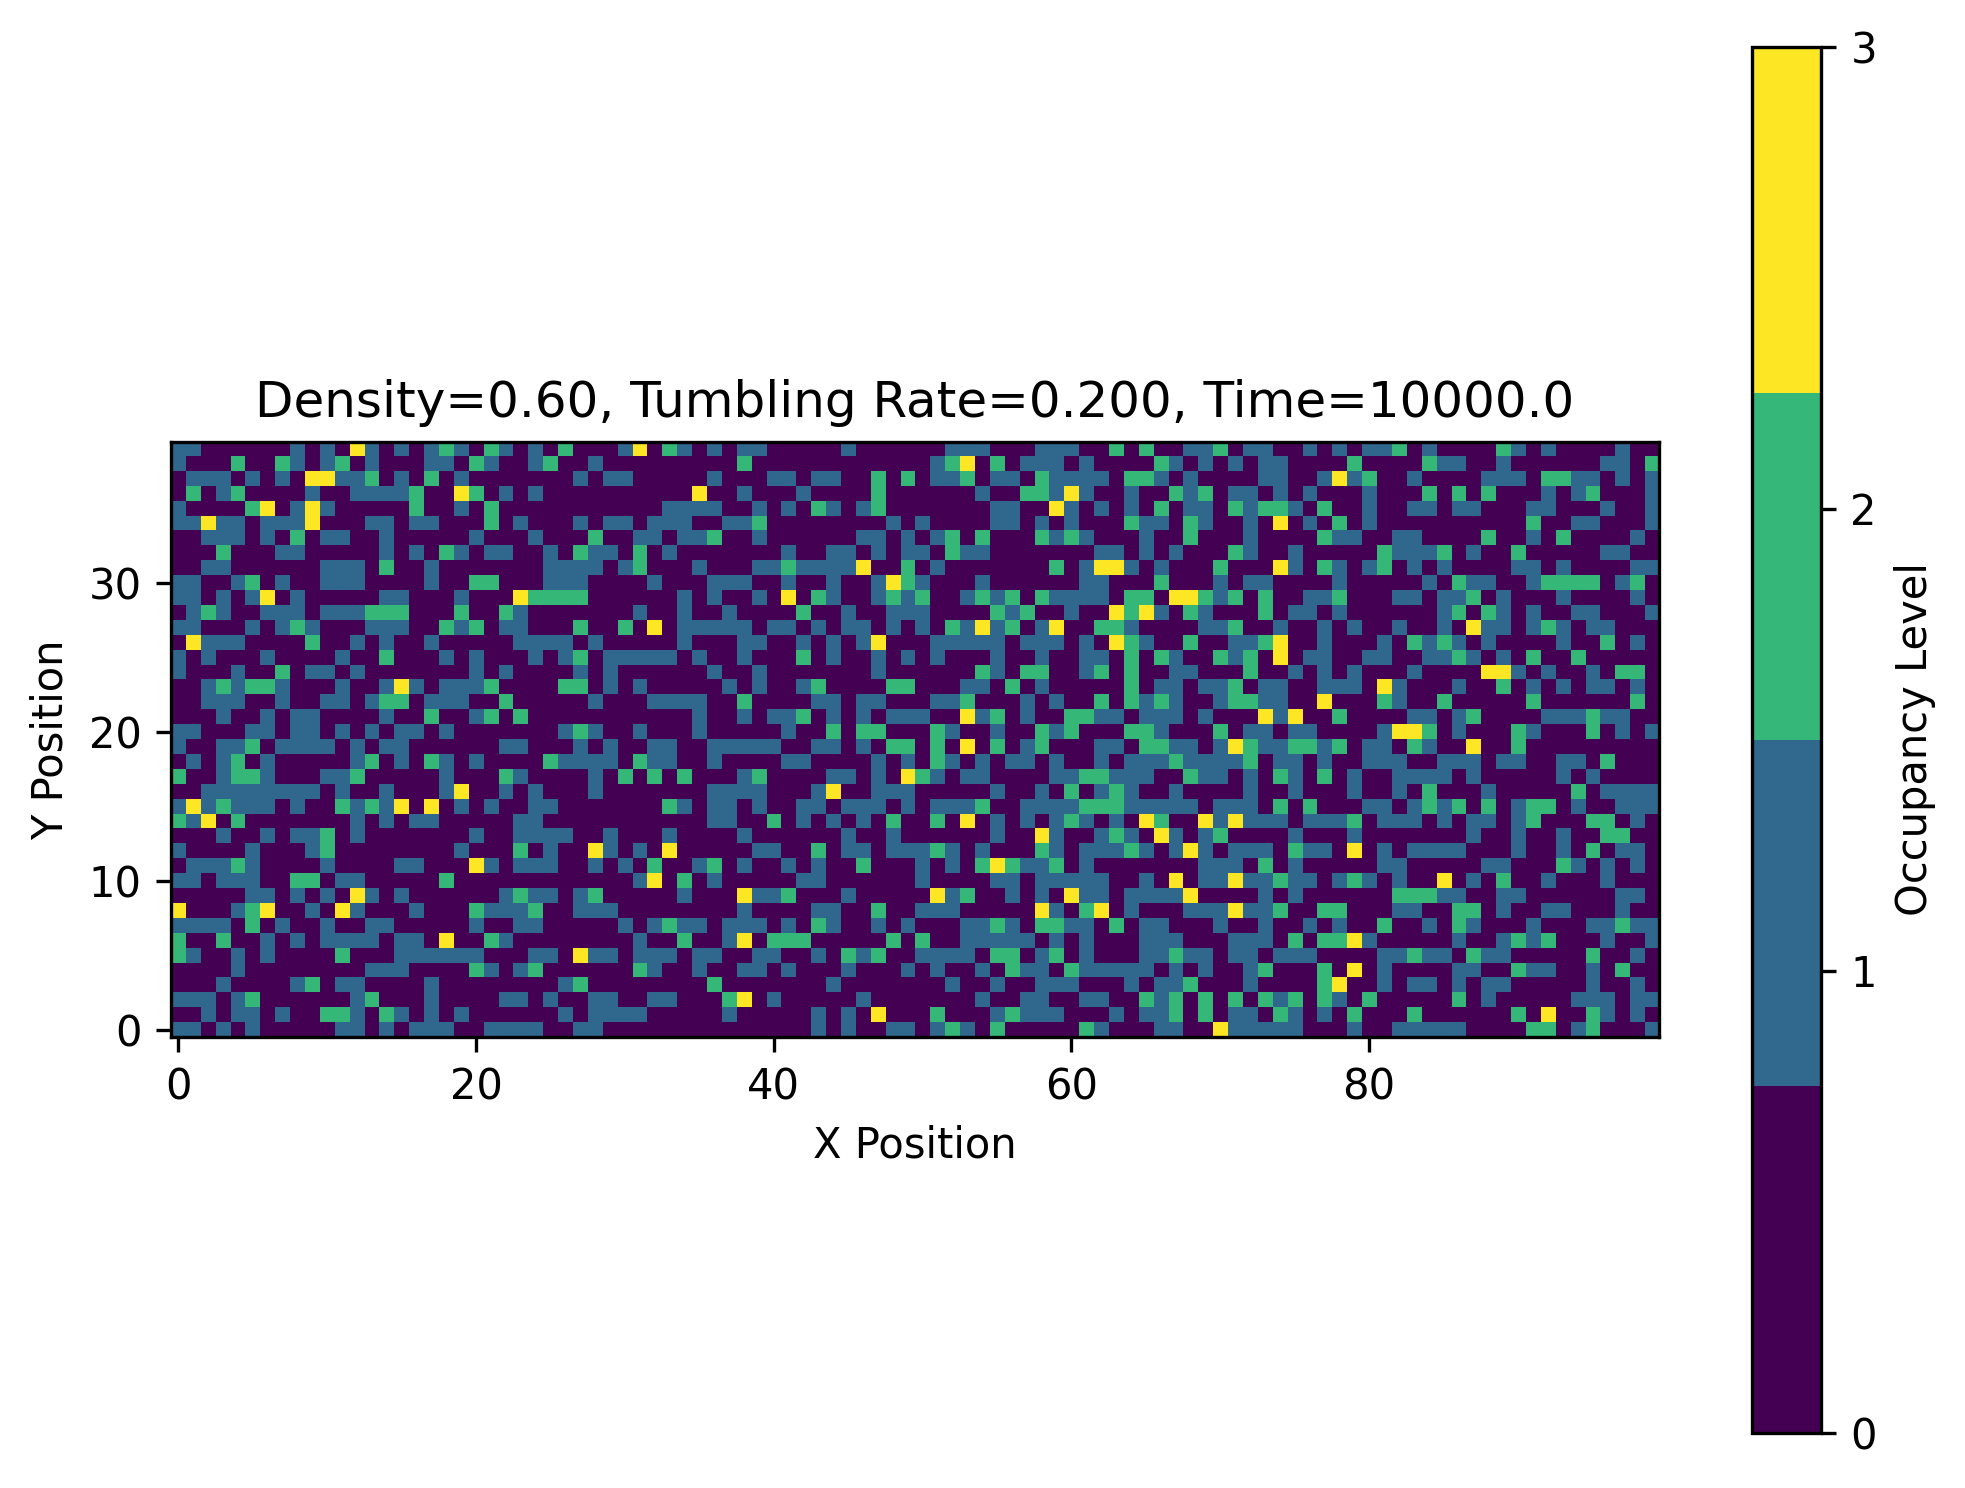 Density=0.60, Tumbling Rate=0.200, Time=10000.0
Y Position
30
20
10
0
0 20 40 60 80
X Position
3
2
1
0
Occupancy Level